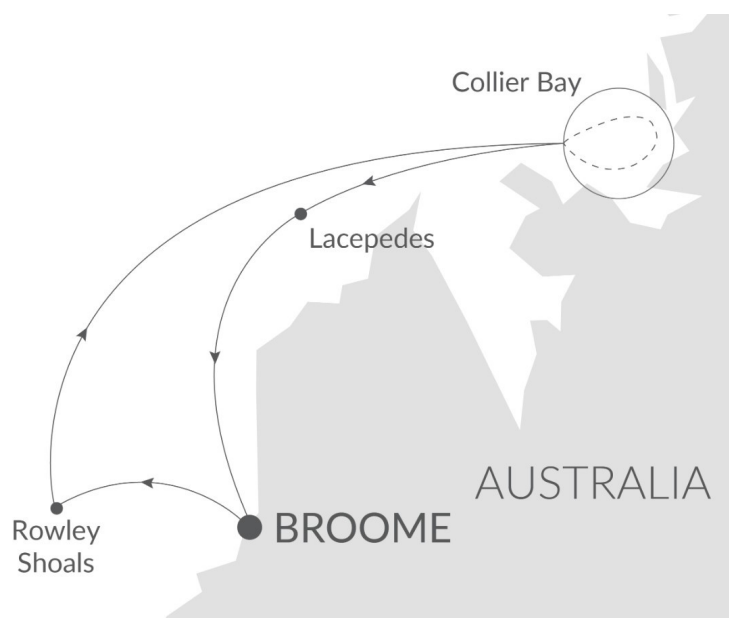 Collier Bay
Lacepedes
AUSTRALIA
BROOME
Rowley
Shoals